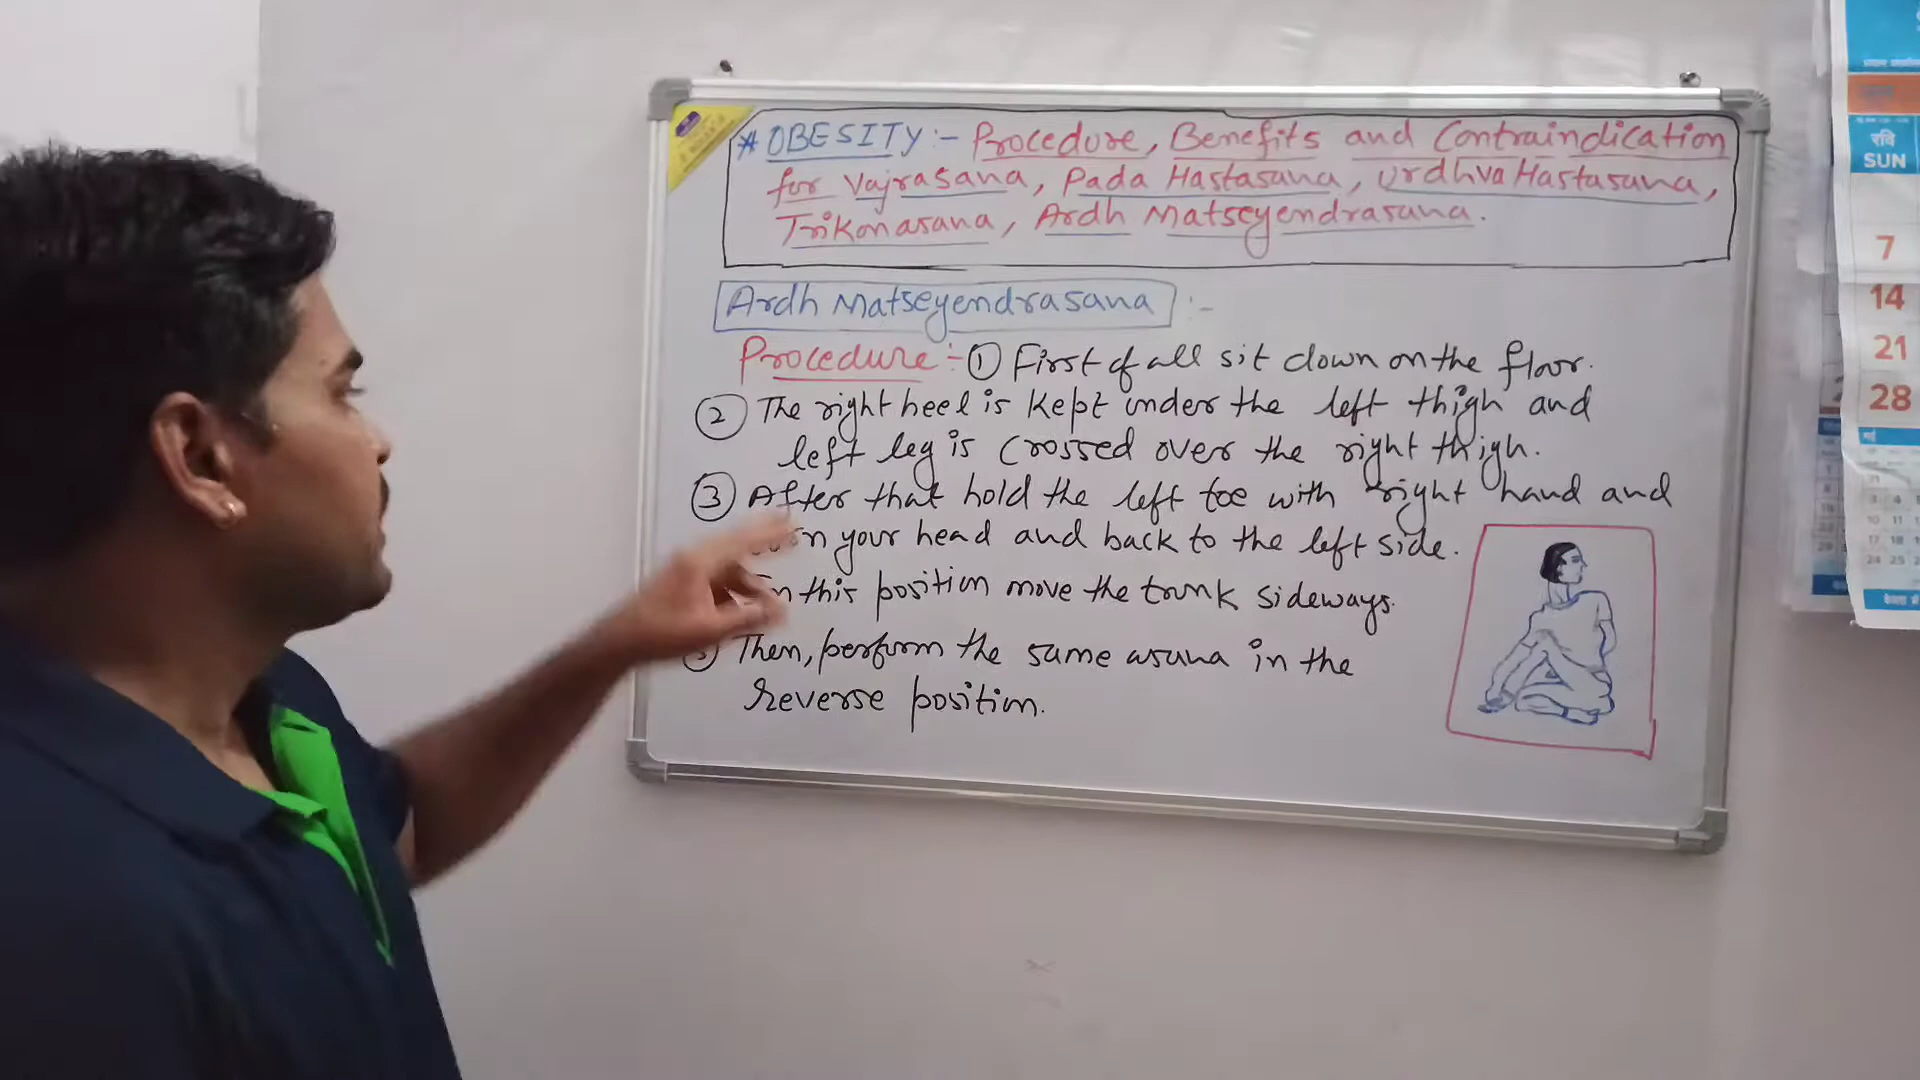 * OBESITY :- Procedure, Benefits and Contraindication
for Vajrasana, Pada Hastasana, Urdhva Hastasana,
Trikonasana, Ardh Matseyendrasana.
Ardh Matseyendrasana :-
Procedure :- ① First of all sit down on the floor.
② The right heel is kept under the left thigh and
left leg is crossed over the right thigh.
③ After that hold the left toe with right hand and
your head and back to the left side.
In this position move the trunk sideways.
Then, perform the same asana in the
reverse position.
रवि
SUN
7
14
21
28